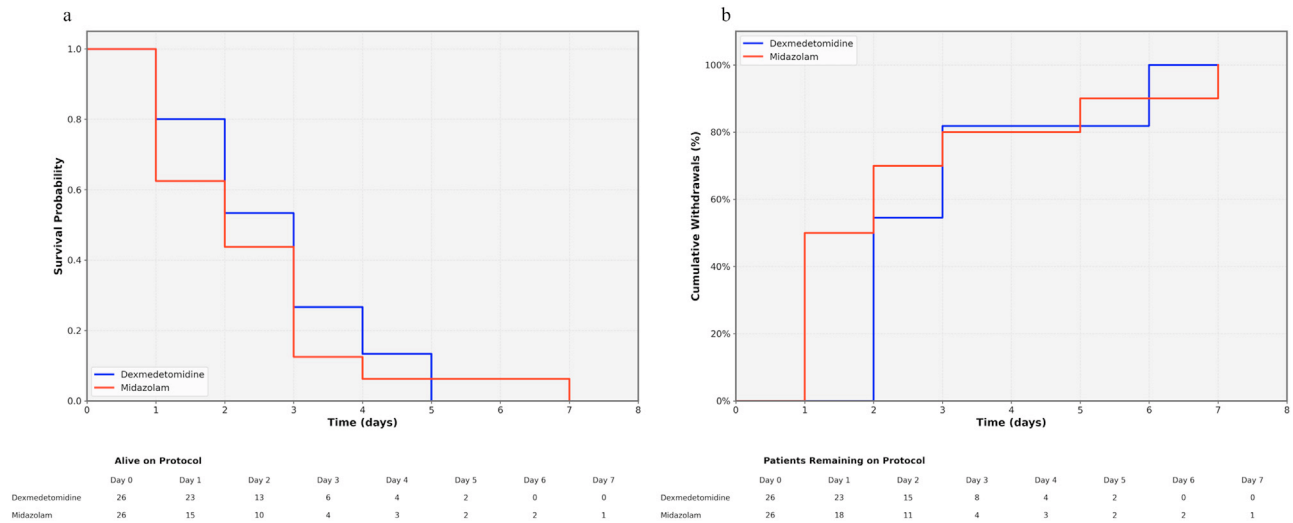 a
1.0
0.8
0.6
0.4
0.2
0.0
Survival Probability
Dexmedetomidine
Midazolam
0 1 2 3 4 5 6 7 8
Time (days)
Alive on Protocol
Day 0 Day 1 Day 2 Day 3 Day 4 Day 5 Day 6 Day 7
Dexmedetomidine 26 23 13 6 4 2 0 0
Midazolam 26 15 10 4 3 2 2 1
b
Dexmedetomidine
Midazolam
100%
80%
60%
40%
20%
0%
Cumulative Withdrawals (%)
0 1 2 3 4 5 6 7 8
Time (days)
Patients Remaining on Protocol
Day 0 Day 1 Day 2 Day 3 Day 4 Day 5 Day 6 Day 7
Dexmedetomidine 26 23 15 8 4 2 0 0
Midazolam 26 18 11 4 3 2 2 1